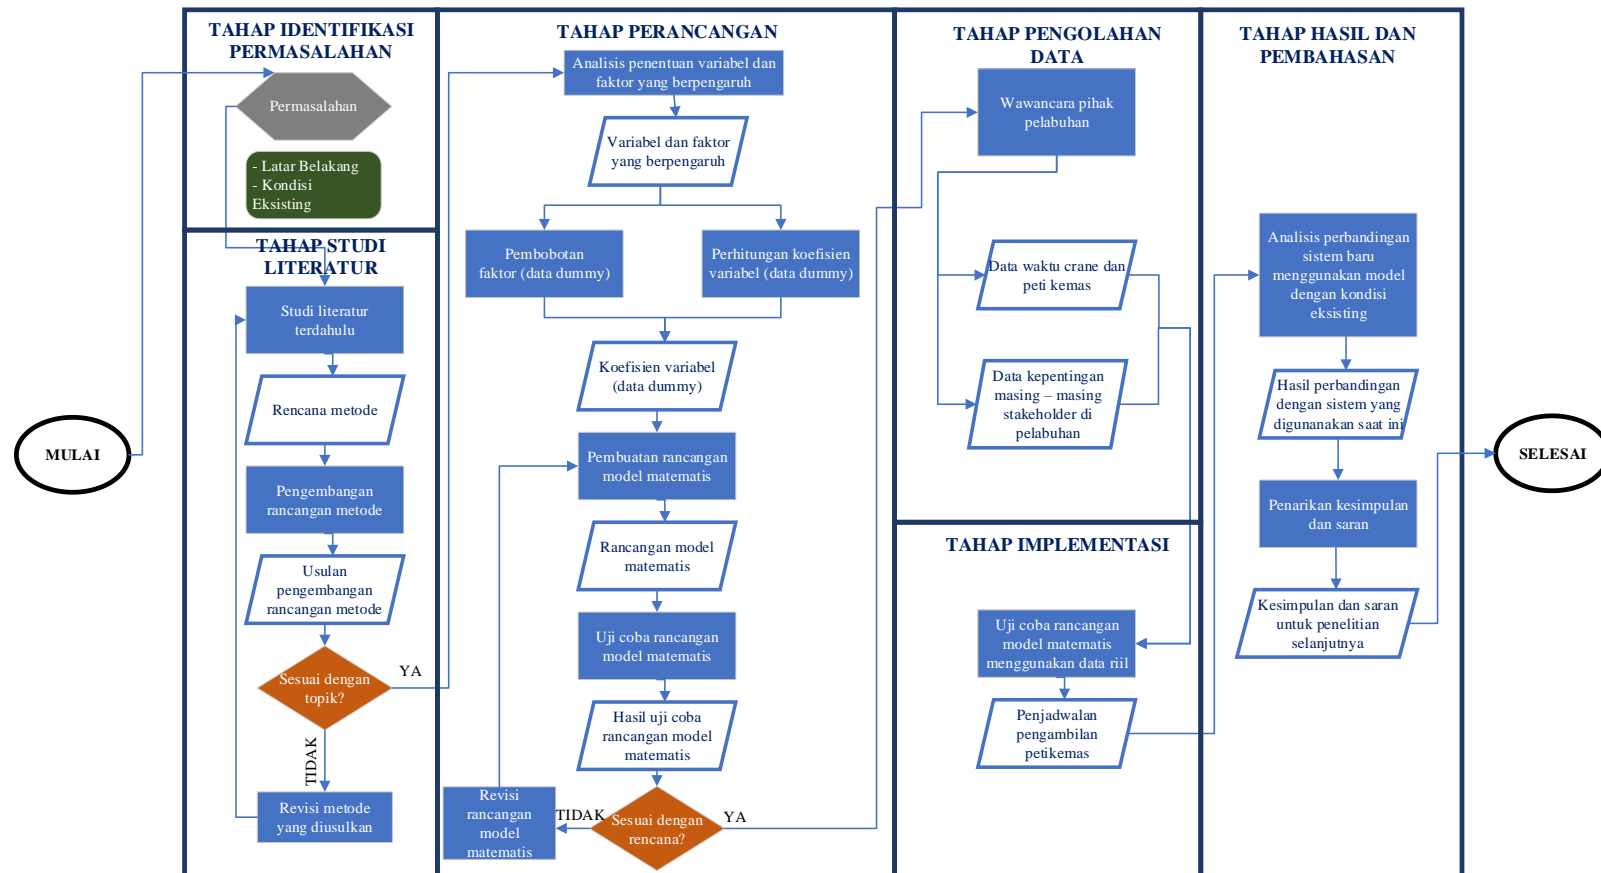 MULAI
TAHAP IDENTIFIKASI
PERMASALAHAN
Permasalahan
- Latar Belakang
- Kondisi
Eksisting
TAHAP STUDI
LITERATUR
Studi literatur
terdahulu
Rencana metode
Pengembangan
rancangan metode
Usulan
pengembangan
rancangan metode
Sesuai dengan
topik?
YA
TIDAK
Revisi metode
yang diusulkan
TAHAP PERANCANGAN
Analisis penentuan variabel dan
faktor yang berpengaruh
Variabel dan faktor
yang berpengaruh
Pembobotan
faktor (data dummy)
Perhitungan koefisien
variabel (data dummy)
Koefisien variabel
(data dummy)
Pembuatan rancangan
model matematis
Rancangan model
matematis
Uji coba rancangan
model matematis
Hasil uji coba
rancangan model
matematis
Sesuai dengan
rencana?
TIDAK
YA
Revisi
rancangan
model
matematis
TAHAP PENGOLAHAN
DATA
Wawancara pihak
pelabuhan
Data waktu crane dan
peti kemas
Data kepentingan
masing – masing
stakeholder di
pelabuhan
TAHAP IMPLEMENTASI
Uji coba rancangan
model matematis
menggunakan data riil
Penjadwalan
pengambilan
petikemas
TAHAP HASIL DAN
PEMBAHASAN
Analisis perbandingan
sistem baru
menggunakan model
dengan kondisi
eksisting
Hasil perbandingan
dengan sistem yang
digunanakan saat ini
Penarikan kesimpulan
dan saran
Kesimpulan dan saran
untuk penelitian
selanjutnya
SELESAI